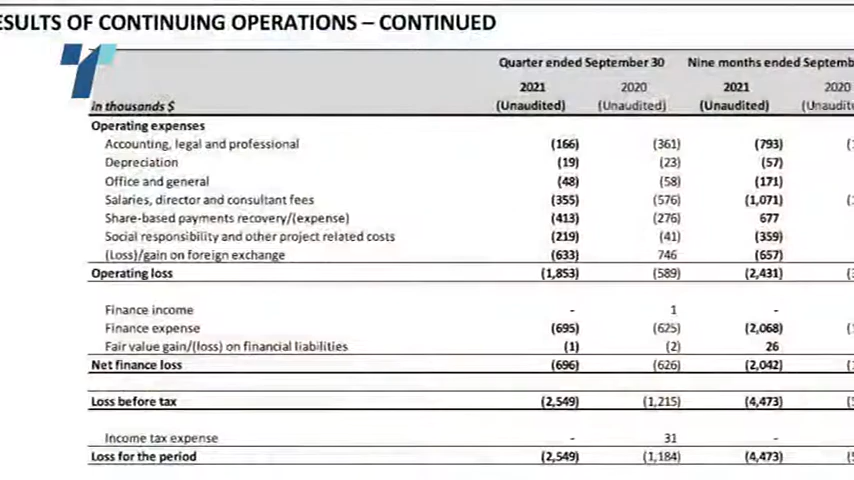 ESULTS OF CONTINUING OPERATIONS – CONTINUED
Quarter ended September 30 Nine months ended Septemb
2021 2020 2021 2020
In thousands $ (Unaudited) (Unaudited) (Unaudited) (Unaudite
Operating expenses
Accounting, legal and professional (166) (361) (793) (
Depreciation (19) (23) (57)
Office and general (48) (58) (171)
Salaries, director and consultant fees (355) (576) (1,071) (
Share-based payments recovery/(expense) (413) (276) 677
Social responsibility and other project related costs (219) (41) (359)
(Loss)/gain on foreign exchange (633) 746 (657)
Operating loss (1,853) (589) (2,431) (
Finance income - 1 -
Finance expense (695) (625) (2,068) (
Fair value gain/(loss) on financial liabilities (1) (2) 26
Net finance loss (696) (626) (2,042) (
Loss before tax (2,549) (1,215) (4,473) (
Income tax expense - 31 -
Loss for the period (2,549) (1,184) (4,473) (